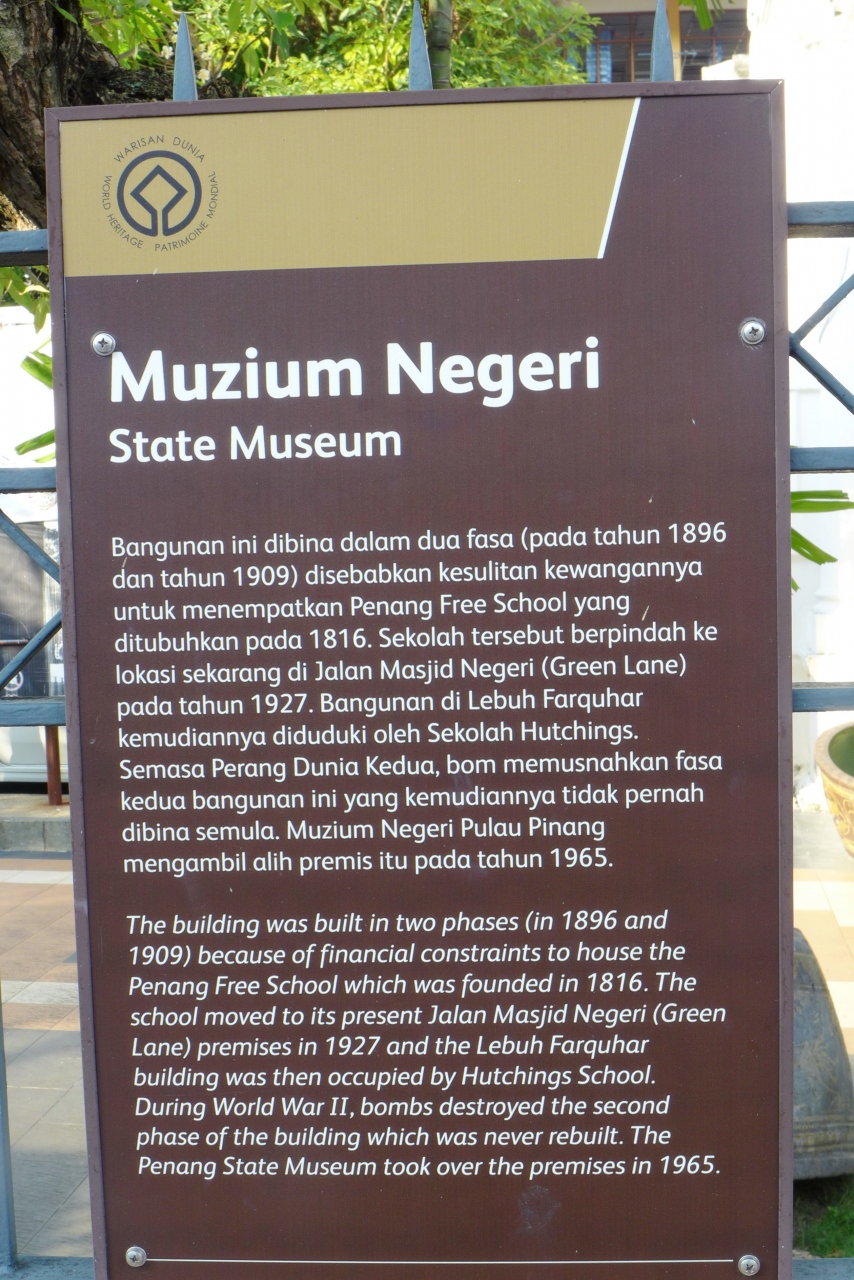 WARISAN DUNIA
WORLD HERITAGE
PATRIMOINE MONDIAL
Muzium Negeri
State Museum
Bangunan ini dibina dalam dua fasa (pada tahun 1896
dan tahun 1909) disebabkan kesulitan kewangannya
untuk menempatkan Penang Free School yang
ditubuhkan pada 1816. Sekolah tersebut berpindah ke
lokasi sekarang di Jalan Masjid Negeri (Green Lane)
pada tahun 1927. Bangunan di Lebuh Farquhar
kemudiannya diduduki oleh Sekolah Hutchings.
Semasa Perang Dunia Kedua, bom memusnahkan fasa
kedua bangunan ini yang kemudiannya tidak pernah
dibina semula. Muzium Negeri Pulau Pinang
mengambil alih premis itu pada tahun 1965.
The building was built in two phases (in 1896 and
1909) because of financial constraints to house the
Penang Free School which was founded in 1816. The
school moved to its present Jalan Masjid Negeri (Green
Lane) premises in 1927 and the Lebuh Farquhar
building was then occupied by Hutchings School.
During World War II, bombs destroyed the second
phase of the building which was never rebuilt. The
Penang State Museum took over the premises in 1965.